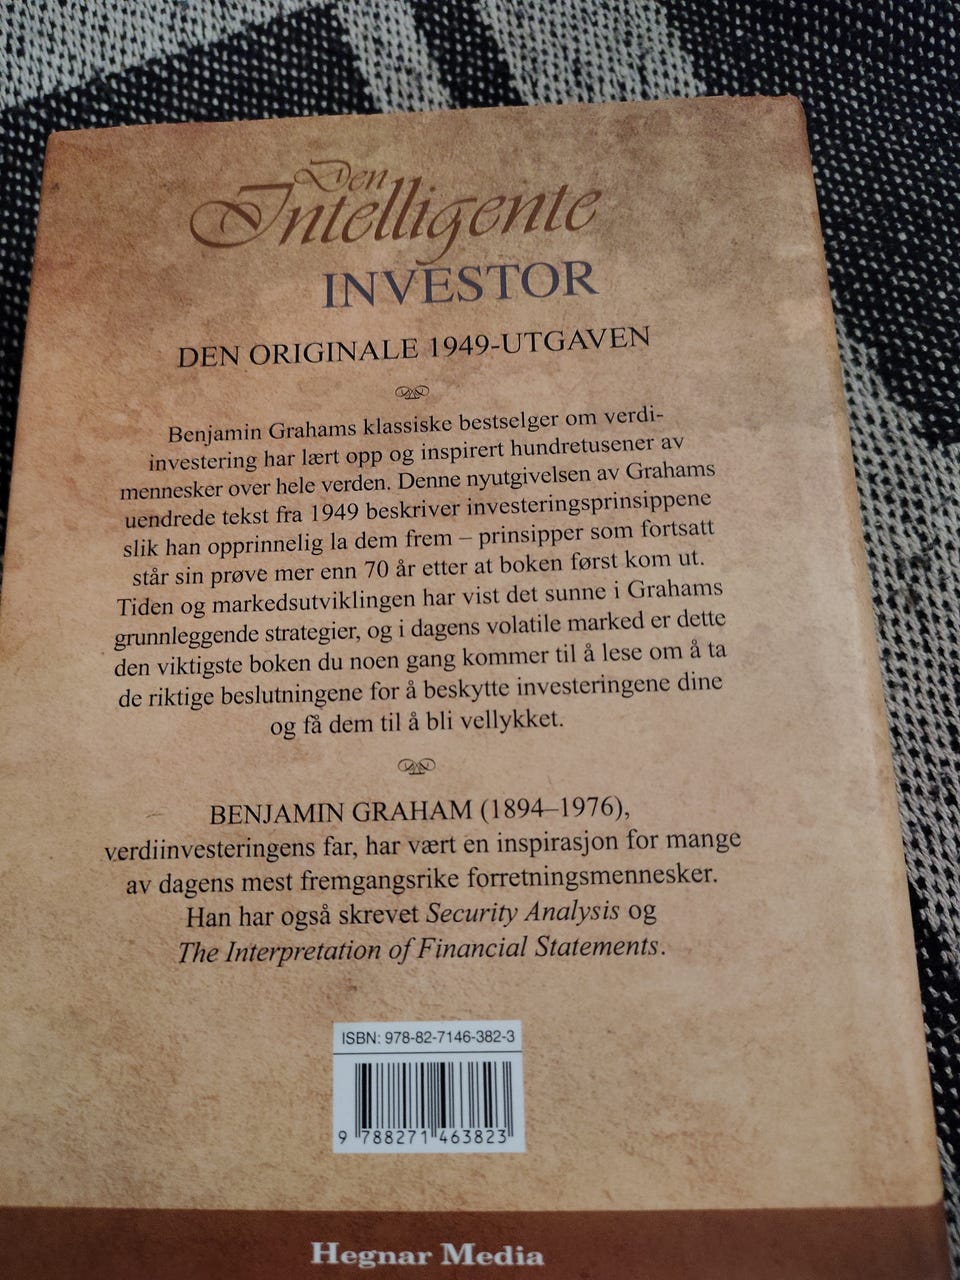 Den
Intelligente
INVESTOR
DEN ORIGINALE 1949-UTGAVEN
Benjamin Grahams klassiske bestselger om verdi-
investering har lært opp og inspirert hundretusener av
mennesker over hele verden. Denne nyutgivelsen av Grahams
uendrede tekst fra 1949 beskriver investeringsprinsippene
slik han opprinnelig la dem frem – prinsipper som fortsatt
står sin prøve mer enn 70 år etter at boken først kom ut.
Tiden og markedsutviklingen har vist det sunne i Grahams
grunnleggende strategier, og i dagens volatile marked er dette
den viktigste boken du noen gang kommer til å lese om å ta
de riktige beslutningene for å beskytte investeringene dine
og få dem til å bli vellykket.
BENJAMIN GRAHAM (1894–1976),
verdiinvesteringens far, har vært en inspirasjon for mange
av dagens mest fremgangsrike forretningsmennesker.
Han har også skrevet Security Analysis og
The Interpretation of Financial Statements.
ISBN: 978-82-7146-382-3
9 788271 463823
Hegnar Media